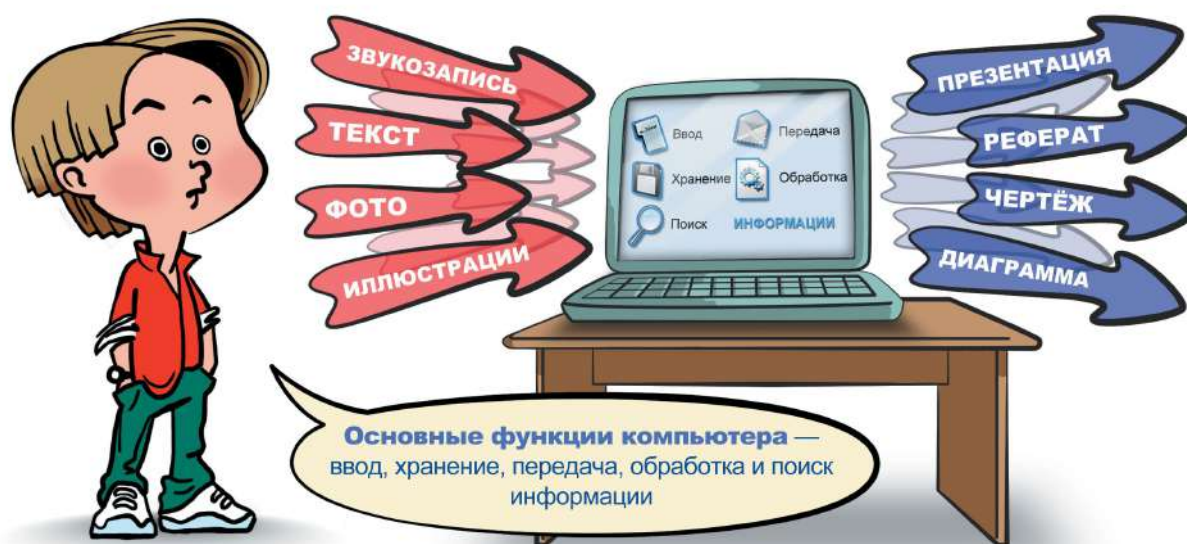 ЗВУКОЗАПИСЬ
ТЕКСТ
ФОТО
ИЛЛЮСТРАЦИИ
Ввод
Передача
Хранение
Обработка
Поиск
ИНФОРМАЦИИ
ПРЕЗЕНТАЦИЯ
РЕФЕРАТ
ЧЕРТЁЖ
ДИАГРАММА
Основные функции компьютера —
ввод, хранение, передача, обработка и поиск
информации